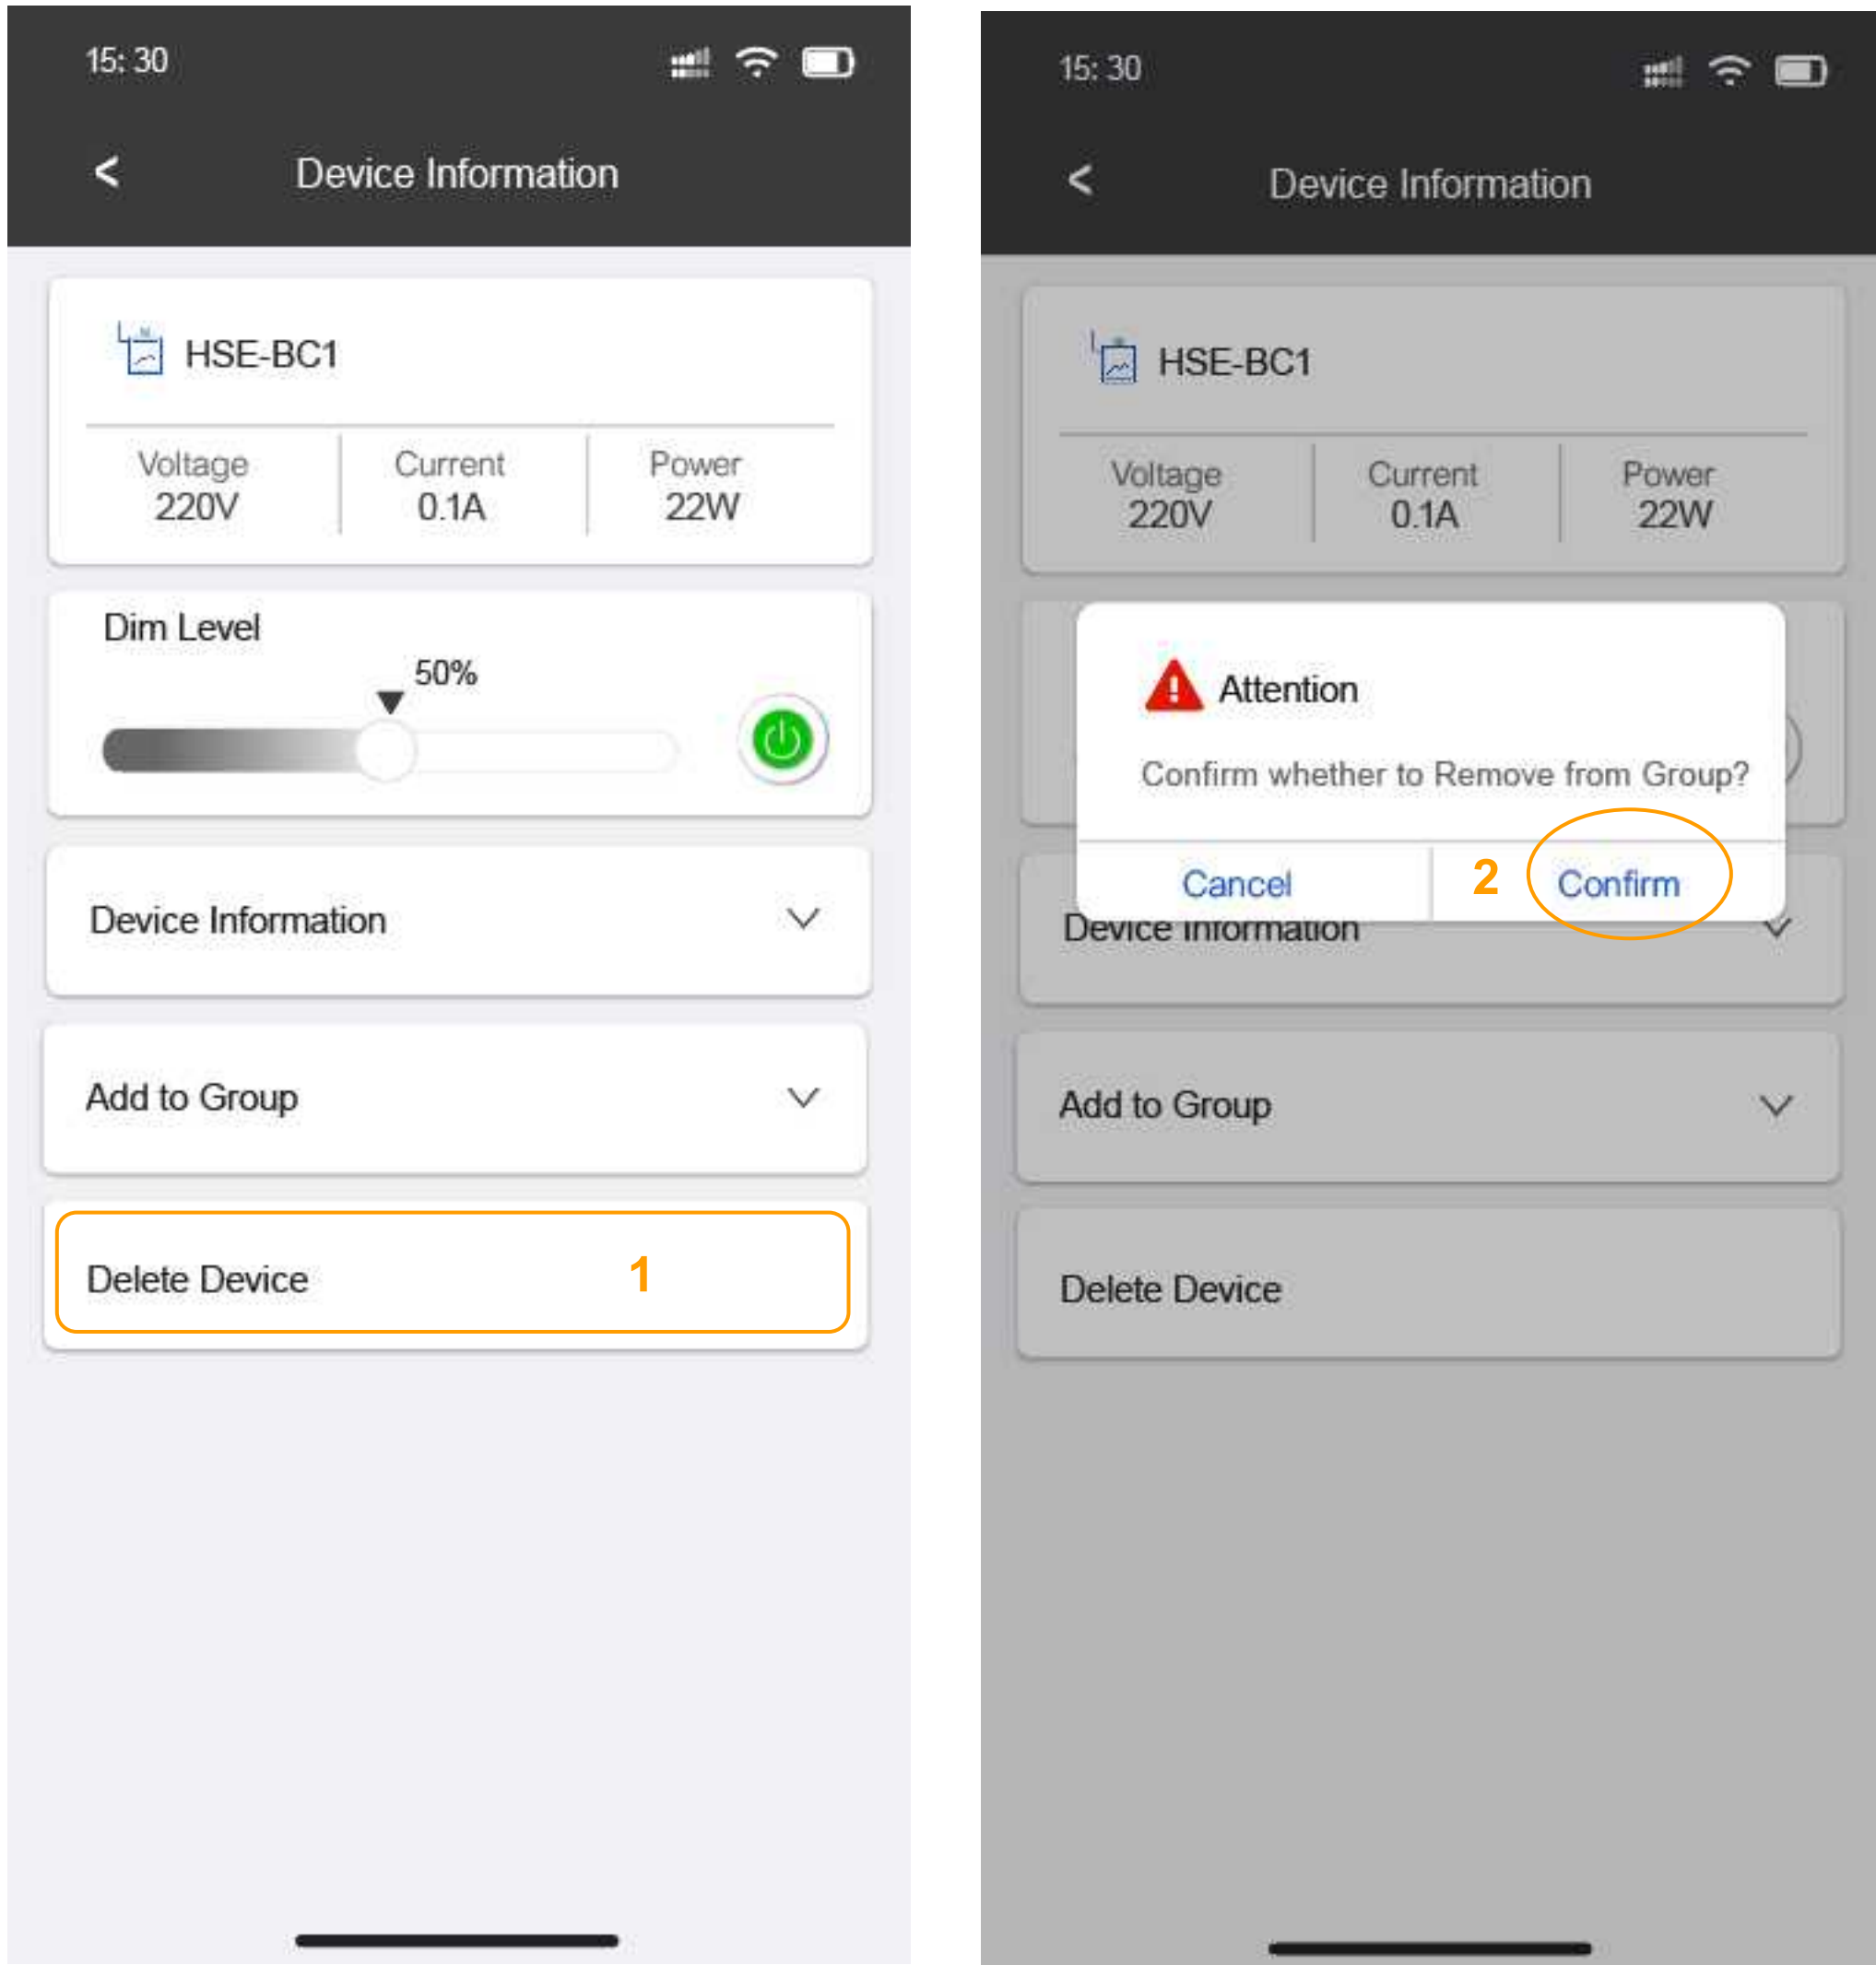 15: 30
< Device Information
HSE-BC1
Voltage Current Power
220V 0.1A 22W
Dim Level
50%
Device Information
Add to Group
Delete Device 1
15: 30
< Device Information
HSE-BC1
Voltage Current Power
220V 0.1A 22W
Attention
Confirm whether to Remove from Group?
Cancel 2 Confirm
Device Information
Add to Group
Delete Device